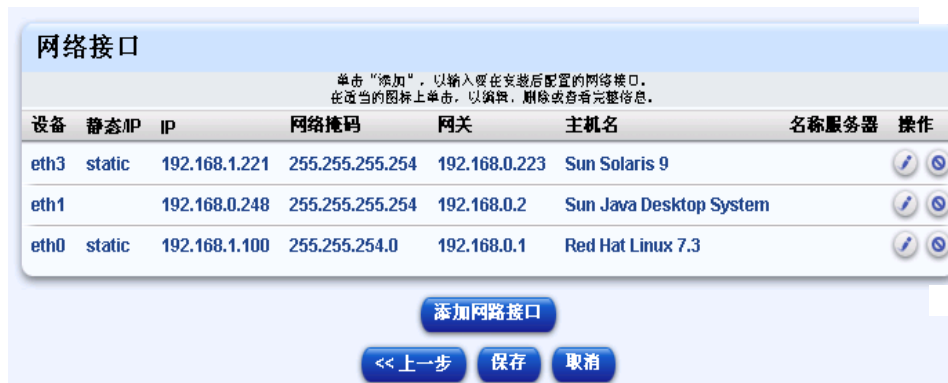 网络接口
单击“添加”，以输入要在安装后配置的网络接口.
在适当的图标上单击，以编辑，删除或查看完整信息.
设备 静态/IP IP 网络掩码 网关 主机名 名称服务器 操作
eth3 static 192.168.1.221 255.255.255.254 192.168.0.223 Sun Solaris 9
eth1 192.168.0.248 255.255.255.254 192.168.0.2 Sun Java Desktop System
eth0 static 192.168.1.100 255.255.254.0 192.168.0.1 Red Hat Linux 7.3
添加网路接口
<< 上一步 保存 取消